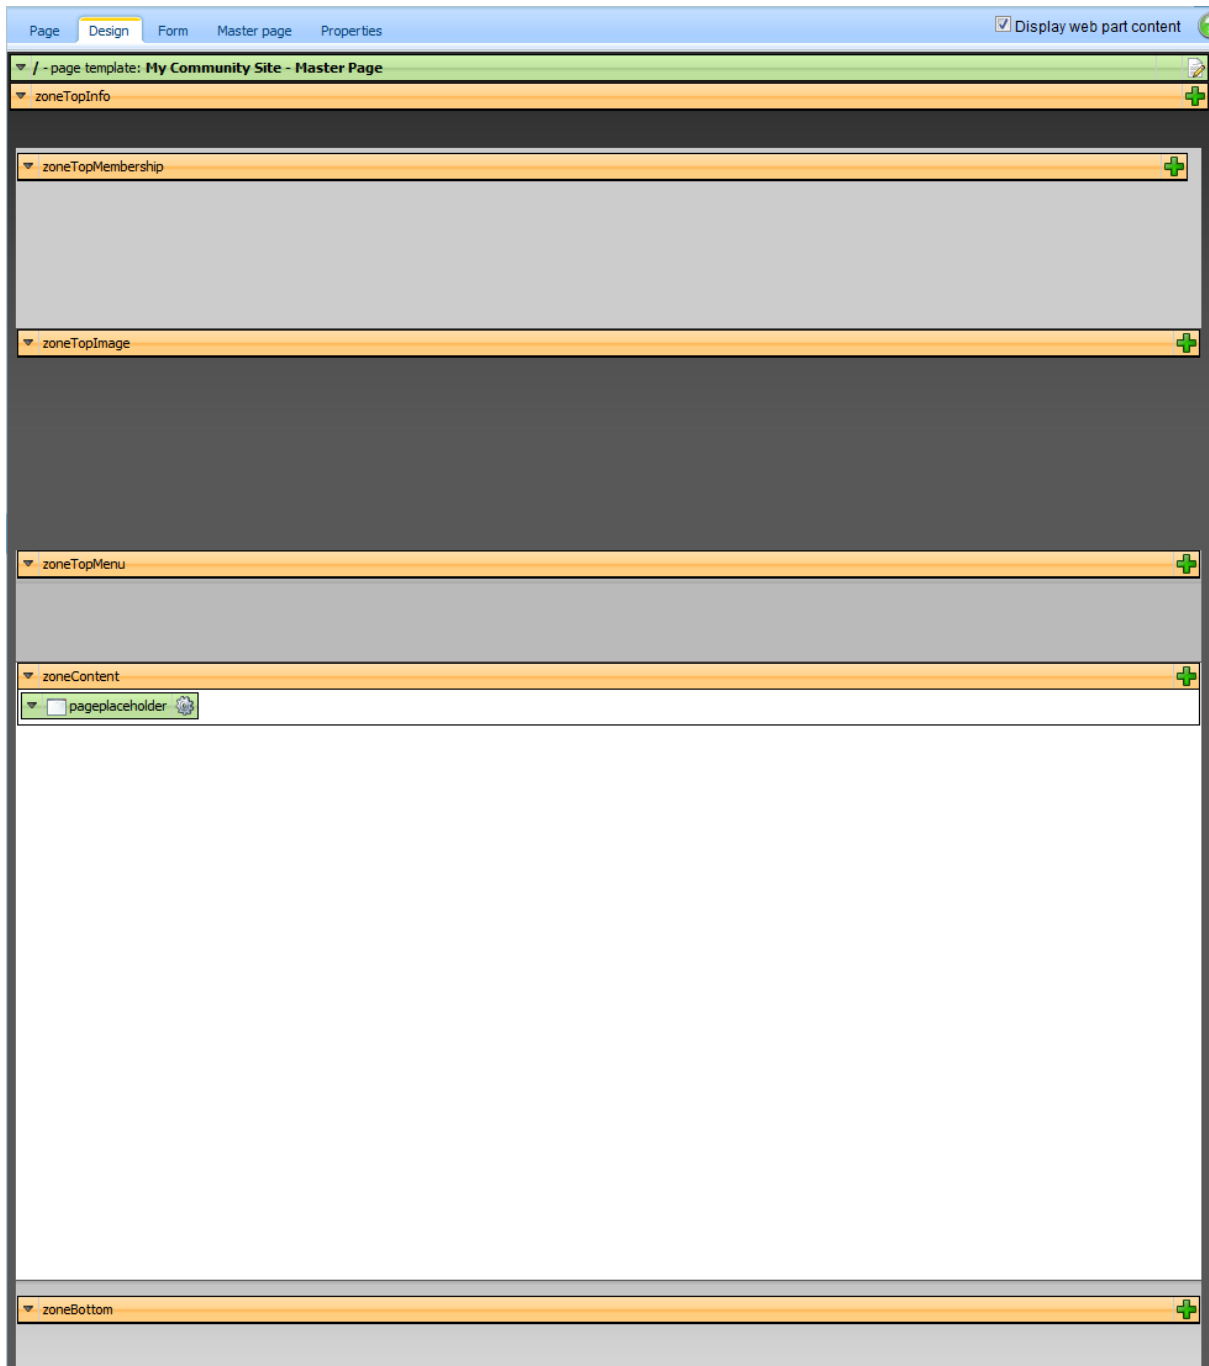 Page Design Form Master page Properties Display web part content
/ - page template: My Community Site - Master Page
zoneTopInfo
zoneTopMembership
zoneTopImage
zoneTopMenu
zoneContent
pageplaceholder
zoneBottom